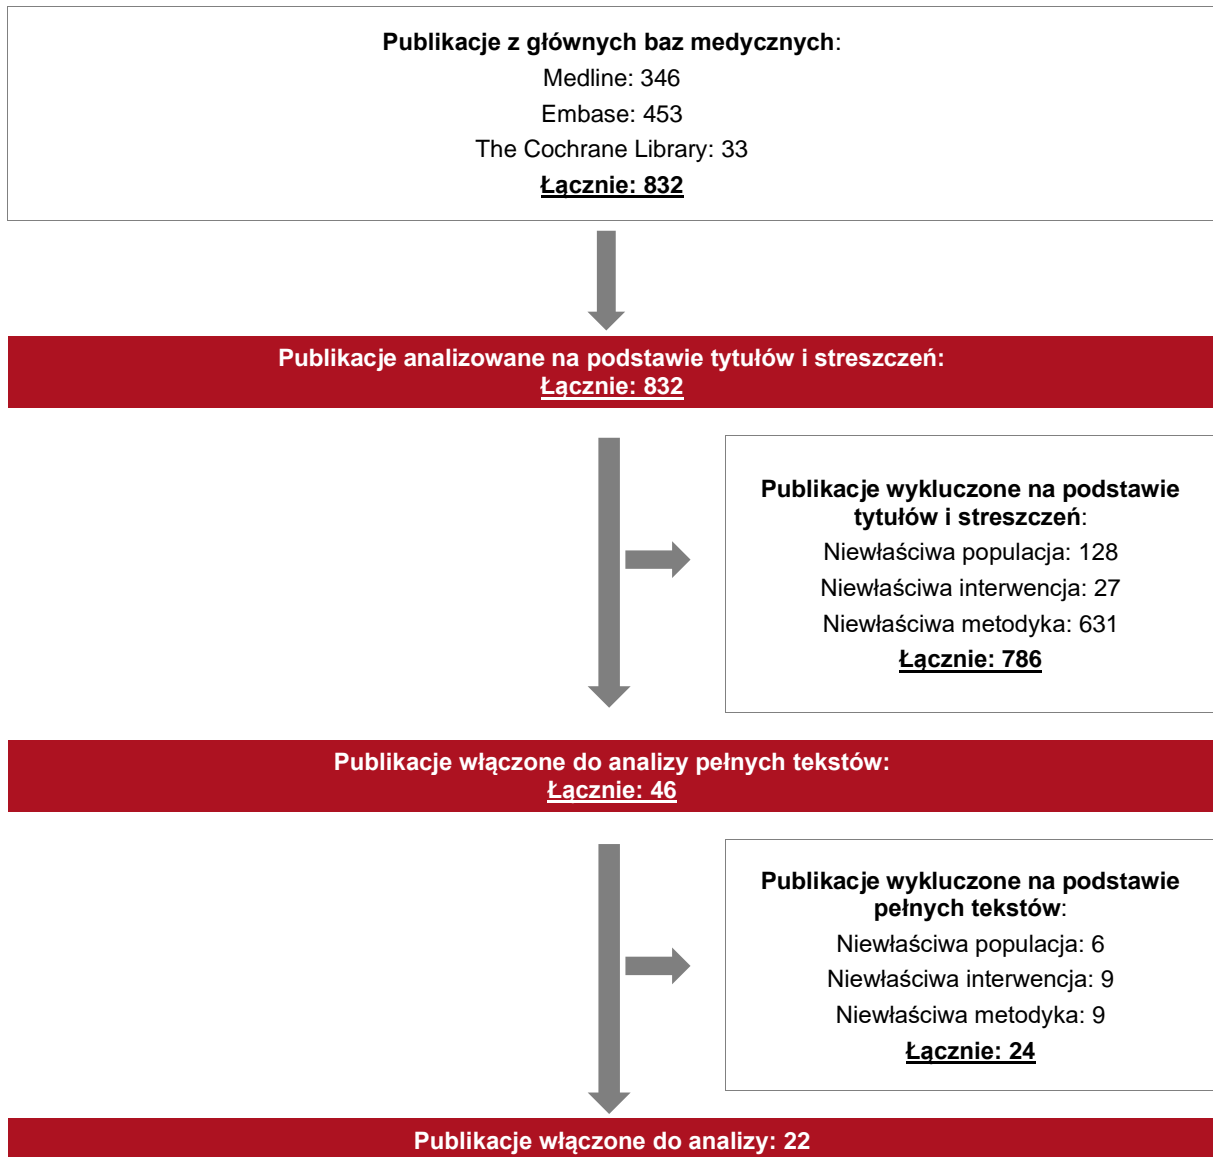 Publikacje z głównych baz medycznych:
Medline: 346
Embase: 453
The Cochrane Library: 33
Łącznie: 832
Publikacje analizowane na podstawie tytułów i streszczeń:
Łącznie: 832
Publikacje wykluczone na podstawie
tytułów i streszczeń:
Niewłaściwa populacja: 128
Niewłaściwa interwencja: 27
Niewłaściwa metodyka: 631
Łącznie: 786
Publikacje włączone do analizy pełnych tekstów:
Łącznie: 46
Publikacje wykluczone na podstawie
pełnych tekstów:
Niewłaściwa populacja: 6
Niewłaściwa interwencja: 9
Niewłaściwa metodyka: 9
Łącznie: 24
Publikacje włączone do analizy: 22